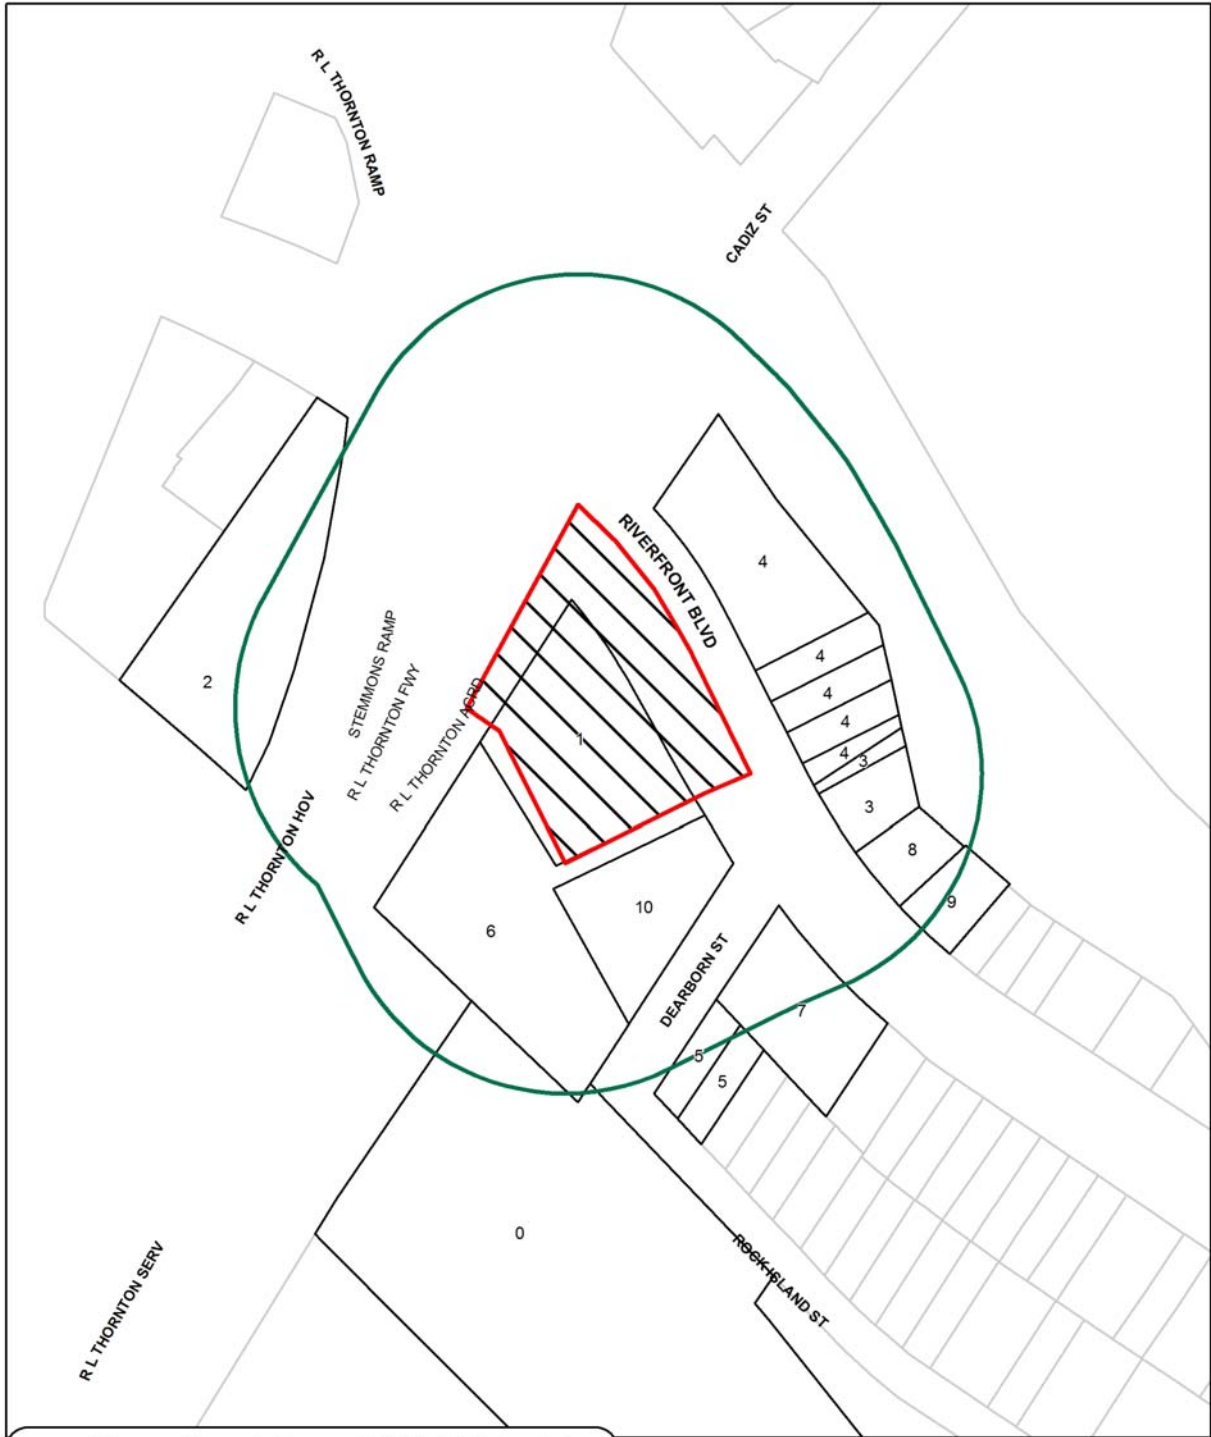 R L THORNTON RAMP
CADIZ ST
RIVERFRONT BLVD
4
4
4
4
4
3
3
8
9
2
STEMMONS RAMP
R L THORNTON FWY
R L THORNTON ACRD
1
R L THORNTON HOV
6
10
DEARBORN ST
7
5
5
0
ROCK ISLAND ST
R L THORNTON SERV